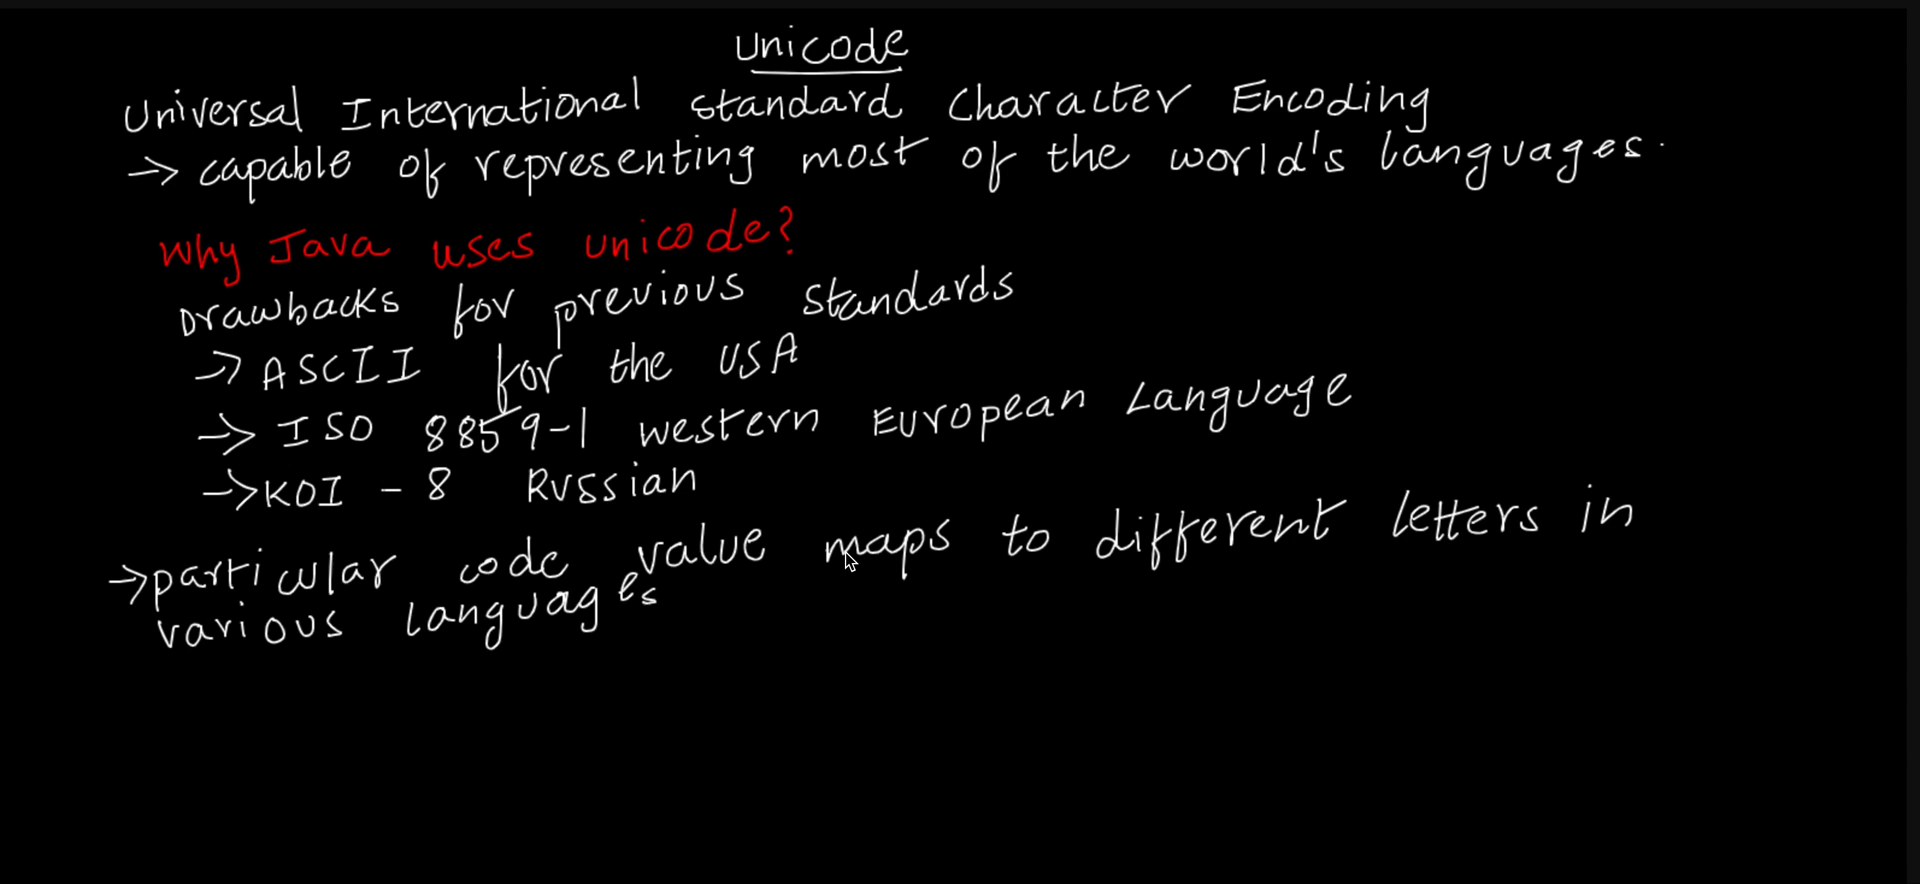 Unicode
Universal International standard Character Encoding
→ capable of representing most of the world's languages.
Why Java uses unicode?
Drawbacks for previous standards
→ ASCII for the USA
→ ISO 8859-1 western European Language
→ KOI - 8 Russian
→ particular code value maps to different letters in
various languages